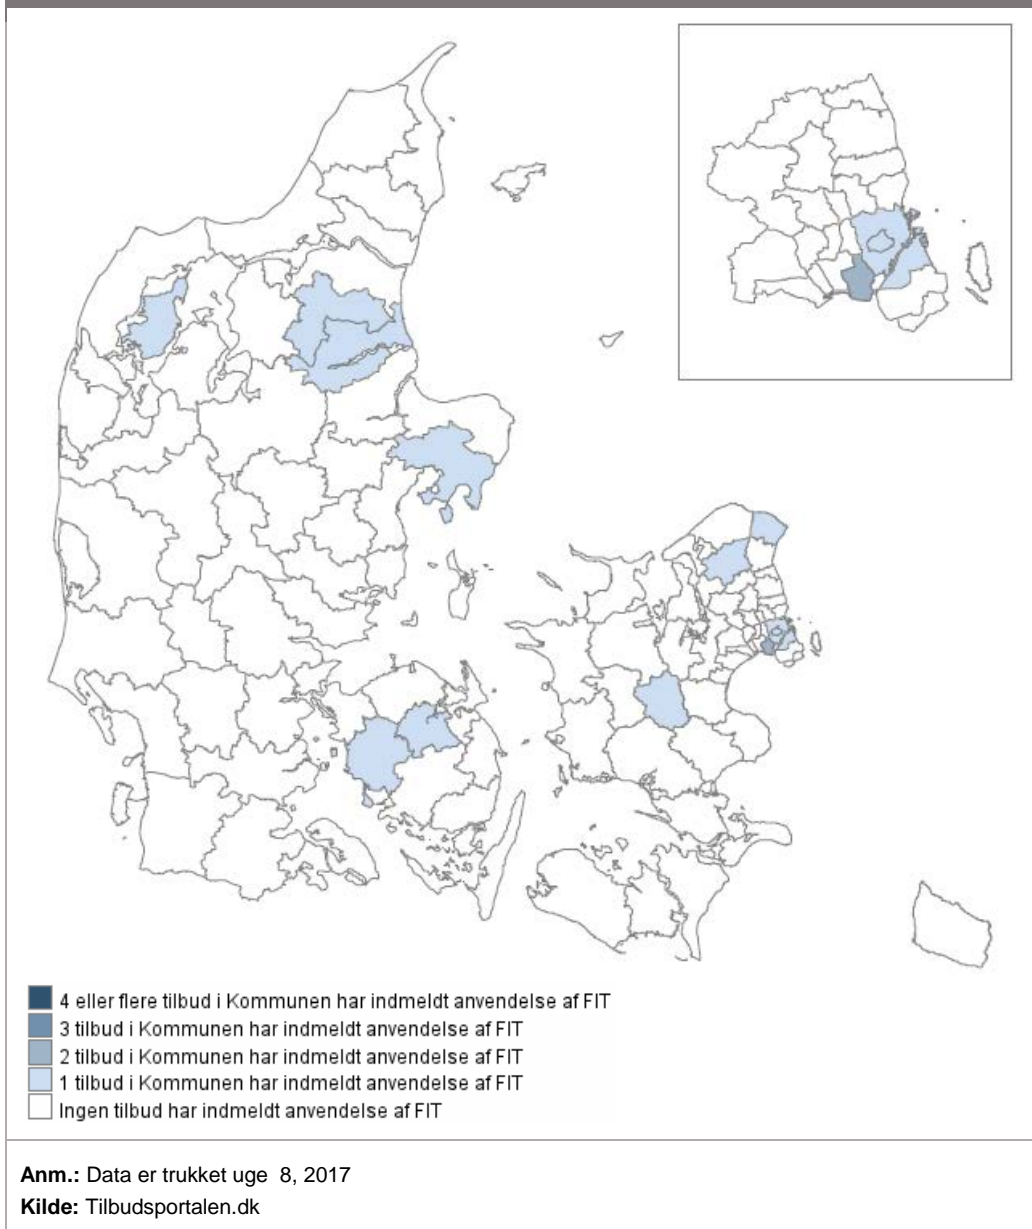 4 eller flere tilbud i Kommunen har indmeldt anvendelse af FIT
3 tilbud i Kommunen har indmeldt anvendelse af FIT
2 tilbud i Kommunen har indmeldt anvendelse af FIT
1 tilbud i Kommunen har indmeldt anvendelse af FIT
Ingen tilbud har indmeldt anvendelse af FIT
Anm.: Data er trukket uge 8, 2017
Kilde: Tilbudsportalen.dk